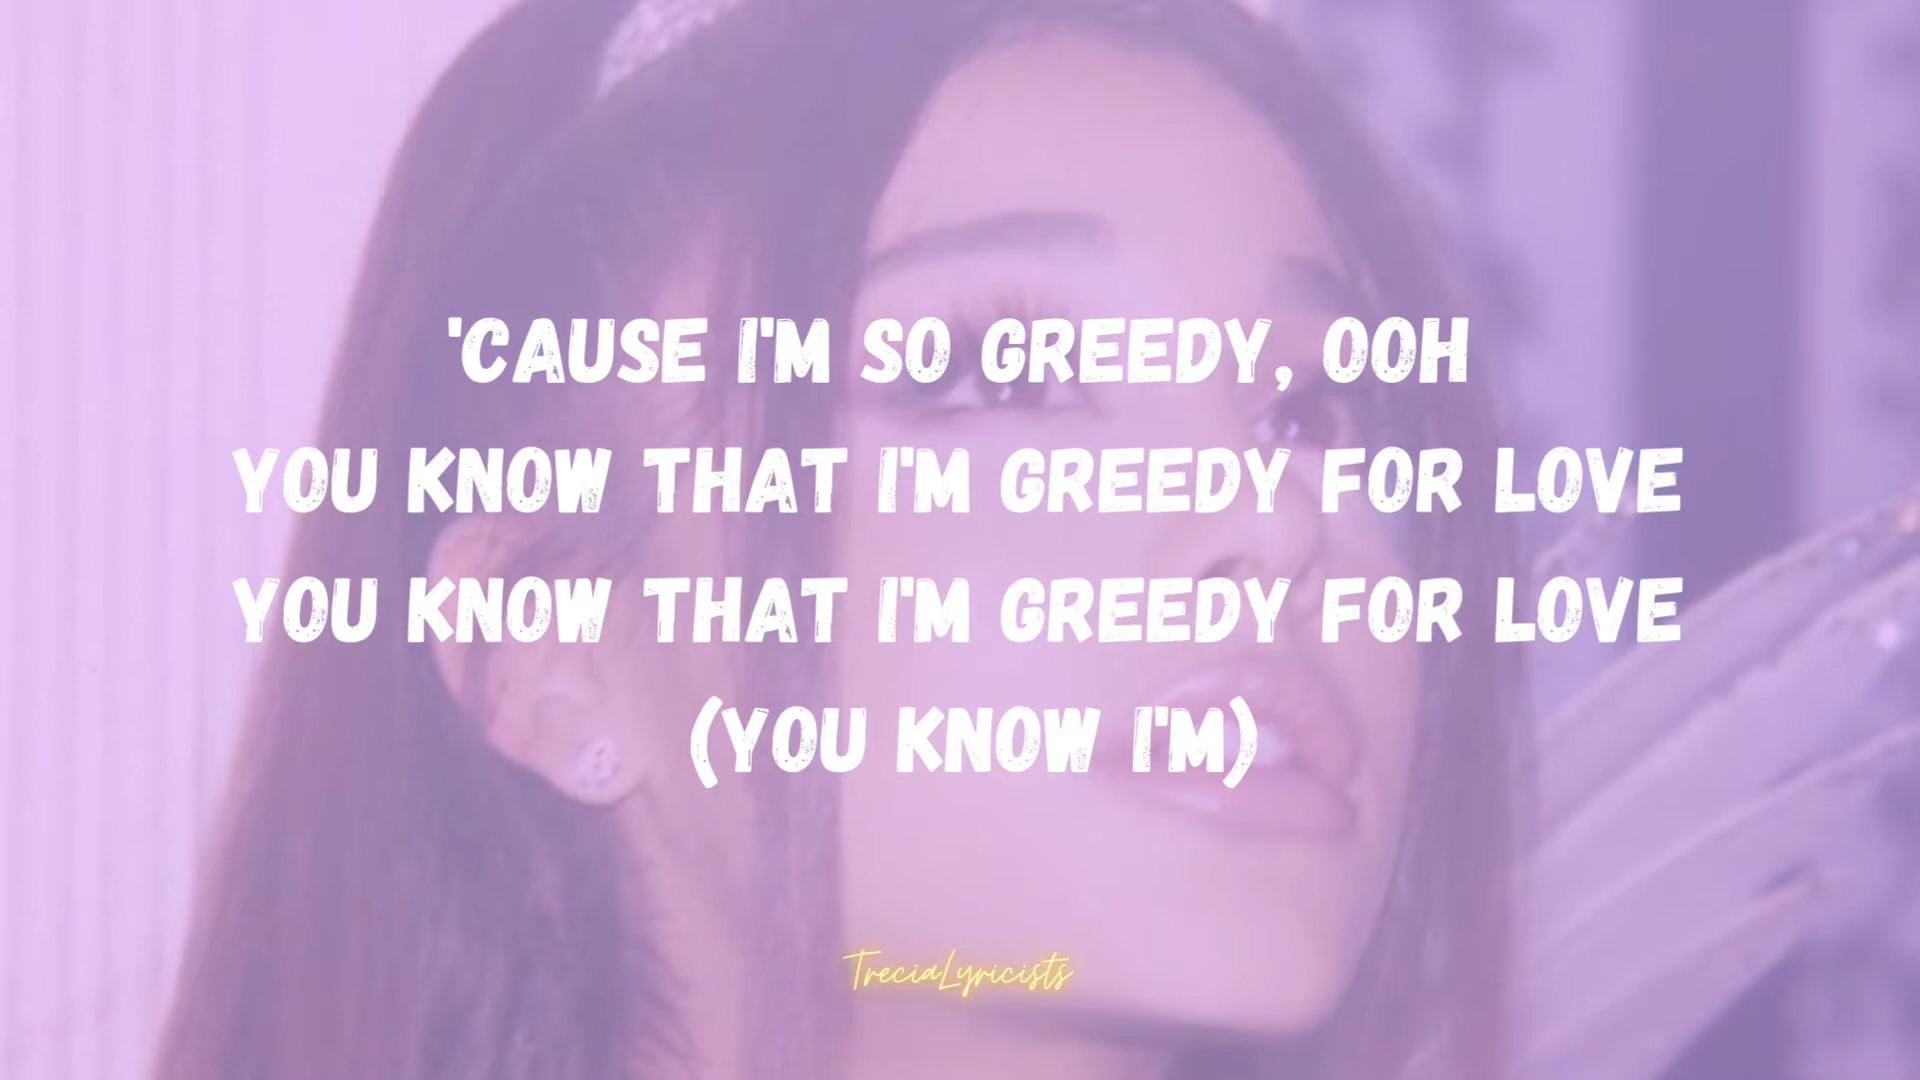 'CAUSE I'M SO GREEDY, OOH
YOU KNOW THAT I'M GREEDY FOR LOVE
YOU KNOW THAT I'M GREEDY FOR LOVE
(YOU KNOW I'M)
TreciaLyricists